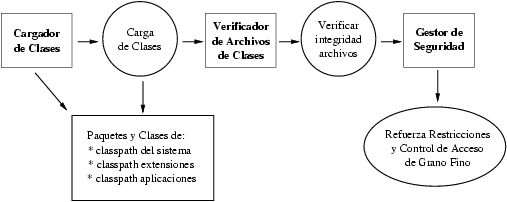 Cargador
de Clases
Carga
de Clases
Verificador
de Archivos
de Clases
Verificar
integridad
archivos
Gestor de
Seguridad
Paquetes y Clases de:
* classpath del sistema
* classpath extensiones
* classpath aplicaciones
Refuerza Restricciones
y Control de Acceso
de Grano Fino